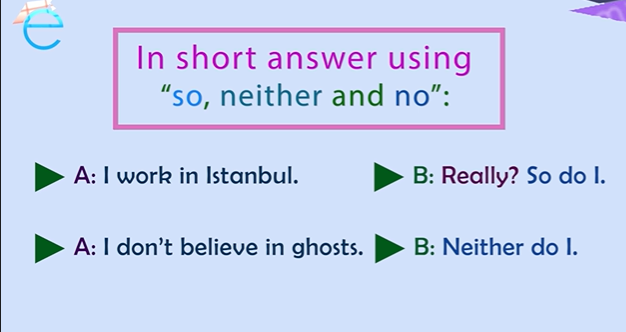 In short answer using
“so, neither and no”:
A: I work in Istanbul.
B: Really? So do I.
A: I don’t believe in ghosts.
B: Neither do I.